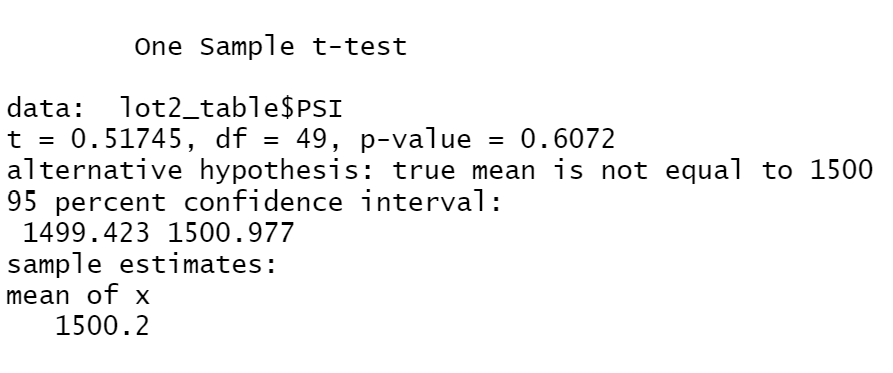 One Sample t-test
data: lot2_table$PSI
t = 0.51745, df = 49, p-value = 0.6072
alternative hypothesis: true mean is not equal to 1500
95 percent confidence interval:
1499.423 1500.977
sample estimates:
mean of x
1500.2